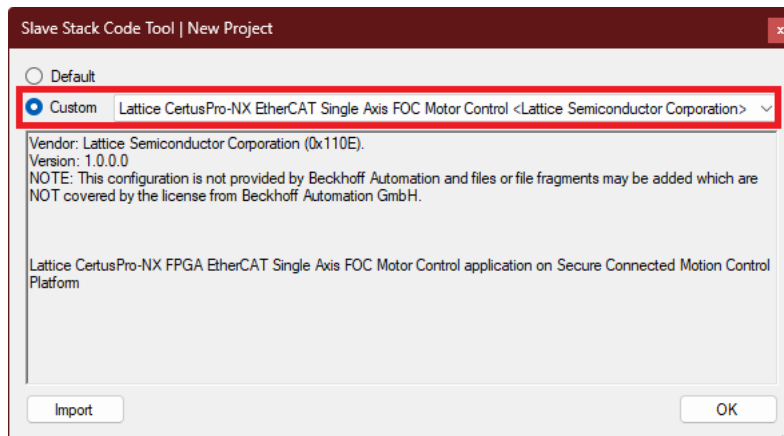 Slave Stack Code Tool | New Project
x
Default
Custom Lattice CertusPro-NX EtherCAT Single Axis FOC Motor Control <Lattice Semiconductor Corporation>
Vendor: Lattice Semiconductor Corporation (0x110E).
Version: 1.0.0.0
NOTE: This configuration is not provided by Beckhoff Automation and files or file fragments may be added which are
NOT covered by the license from Beckhoff Automation GmbH.
Lattice CertusPro-NX FPGA EtherCAT Single Axis FOC Motor Control application on Secure Connected Motion Control
Platform
Import OK